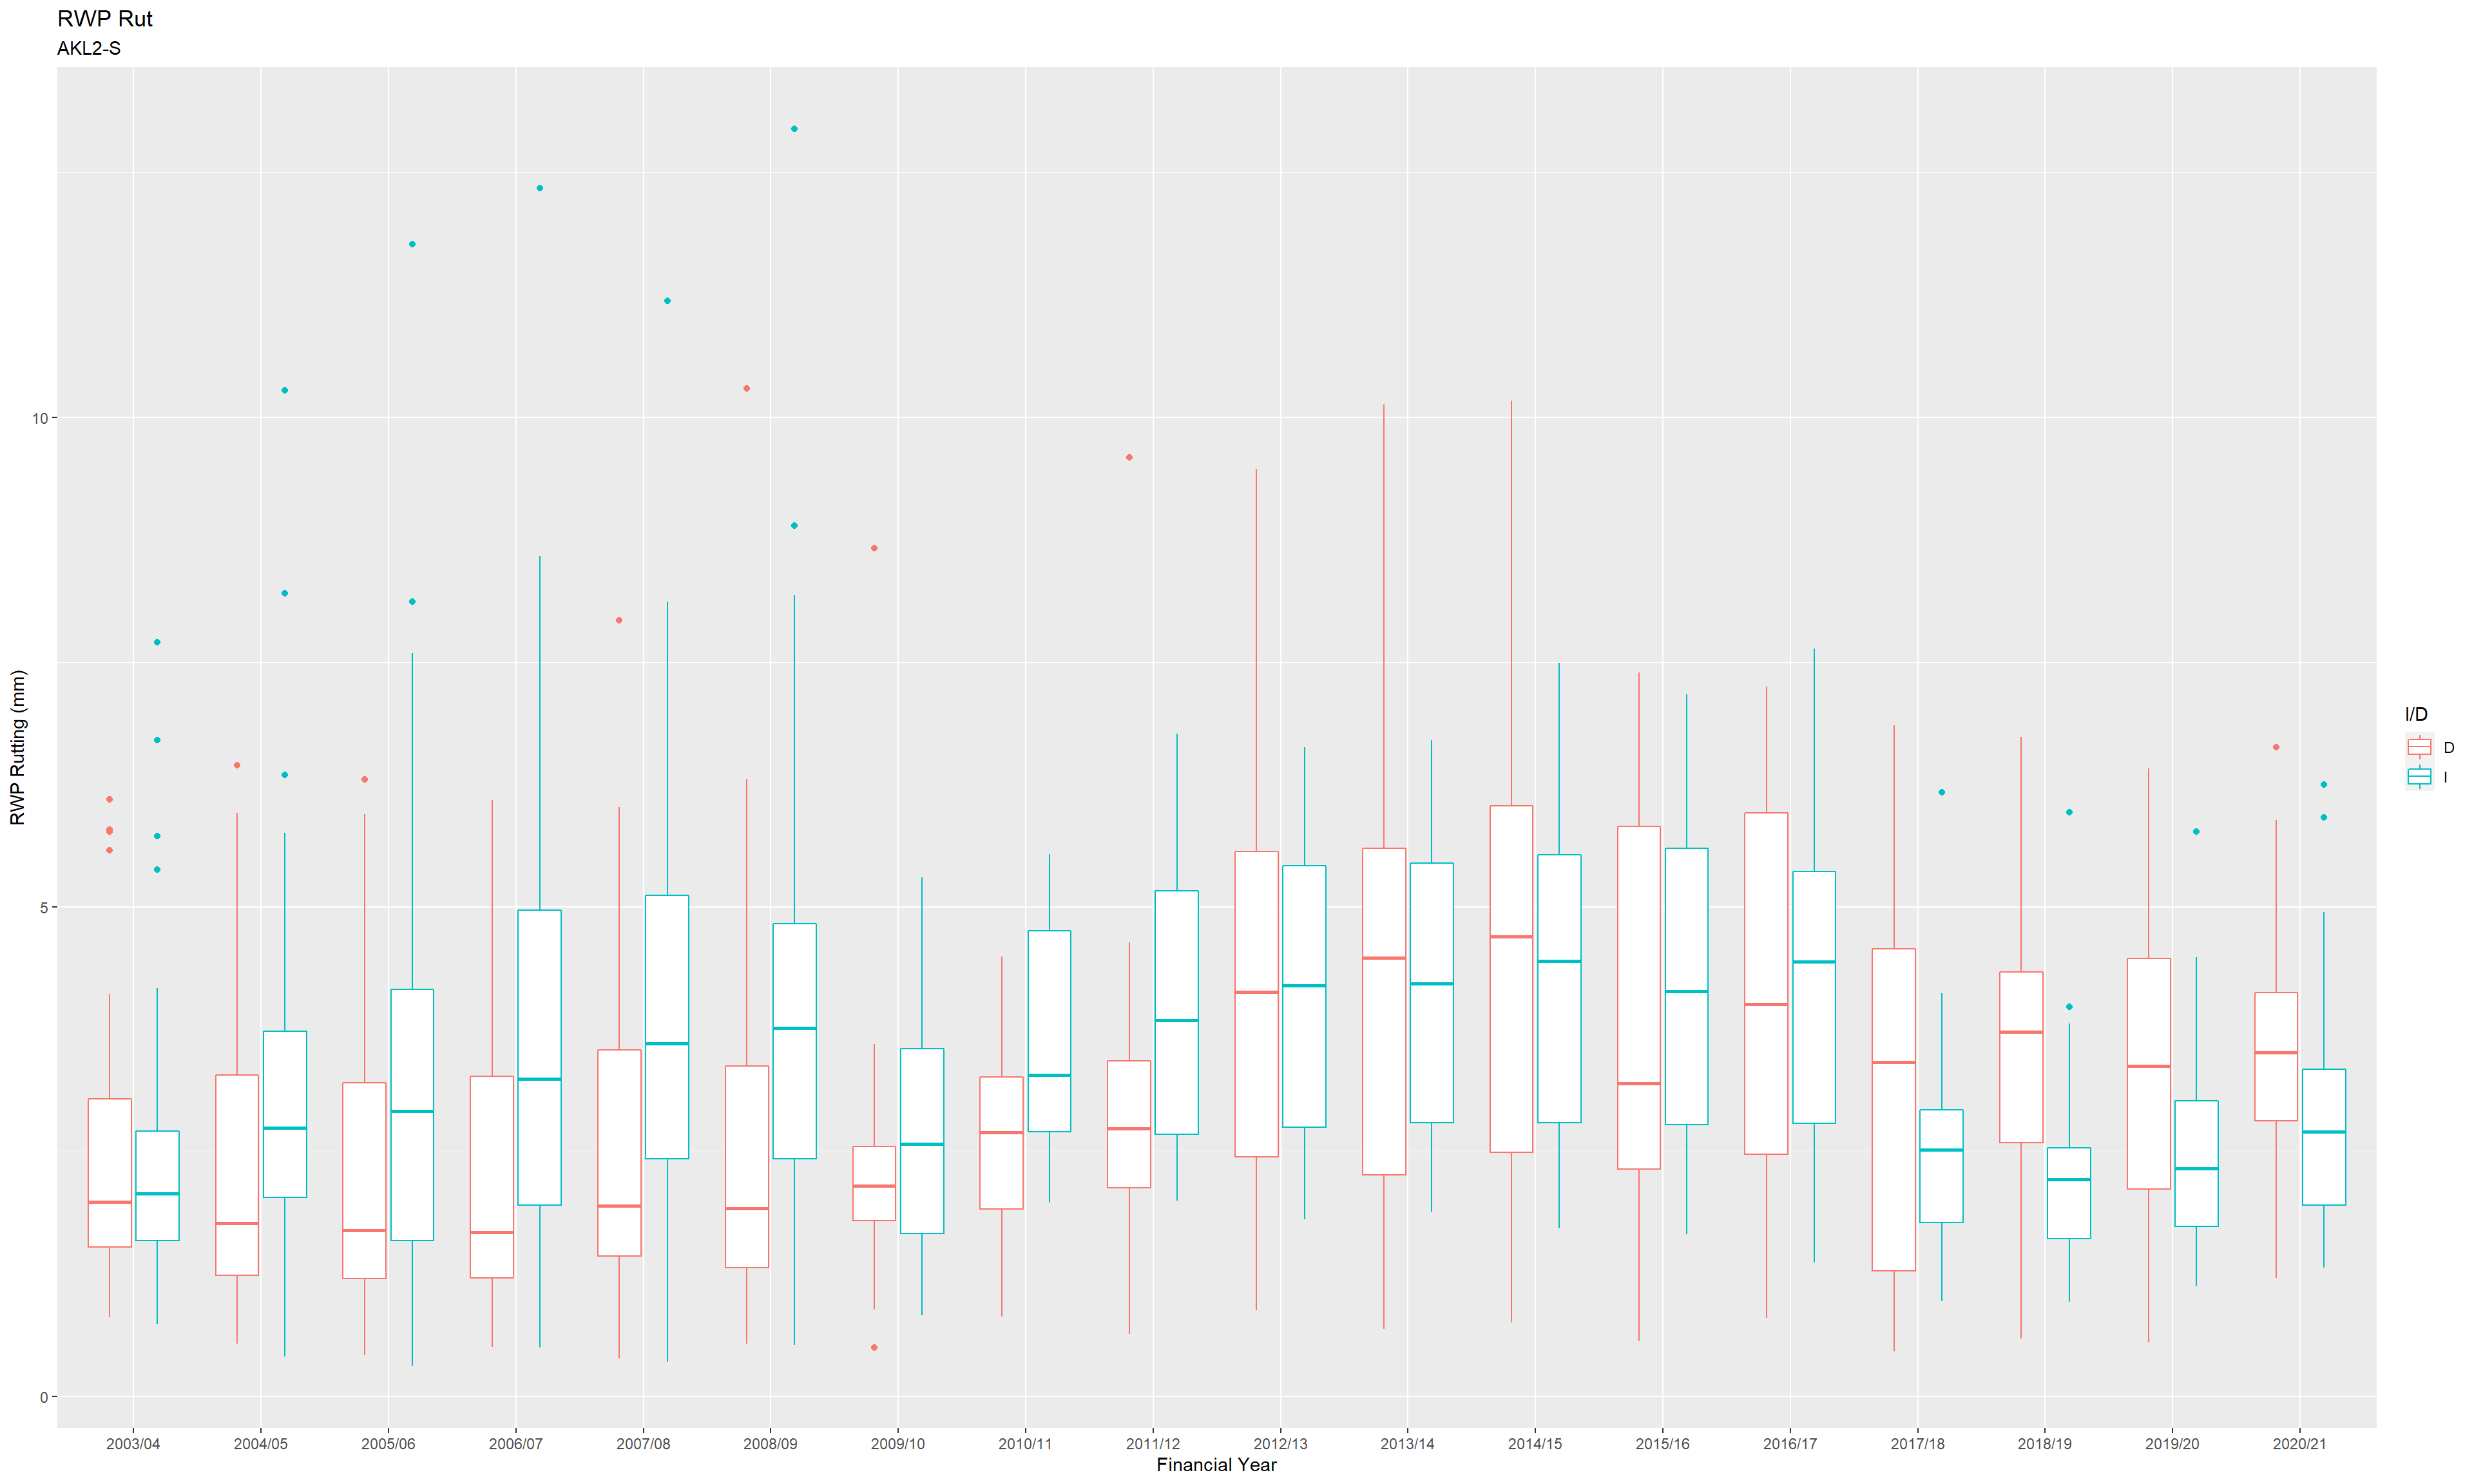 RWP Rut
AKL2-S
RWP Rutting (mm)
10
5
0
2003/04 2004/05 2005/06 2006/07 2007/08 2008/09 2009/10 2010/11 2011/12 2012/13 2013/14 2014/15 2015/16 2016/17 2017/18 2018/19 2019/20 2020/21
Financial Year
I/D
D
I